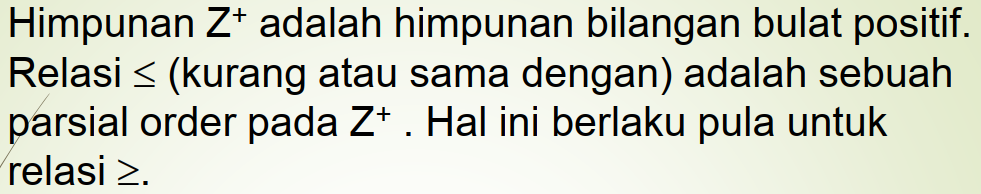 Himpunan Z⁺ adalah himpunan bilangan bulat positif.
Relasi ≤ (kurang atau sama dengan) adalah sebuah
parsial order pada Z⁺ . Hal ini berlaku pula untuk
relasi ≥.